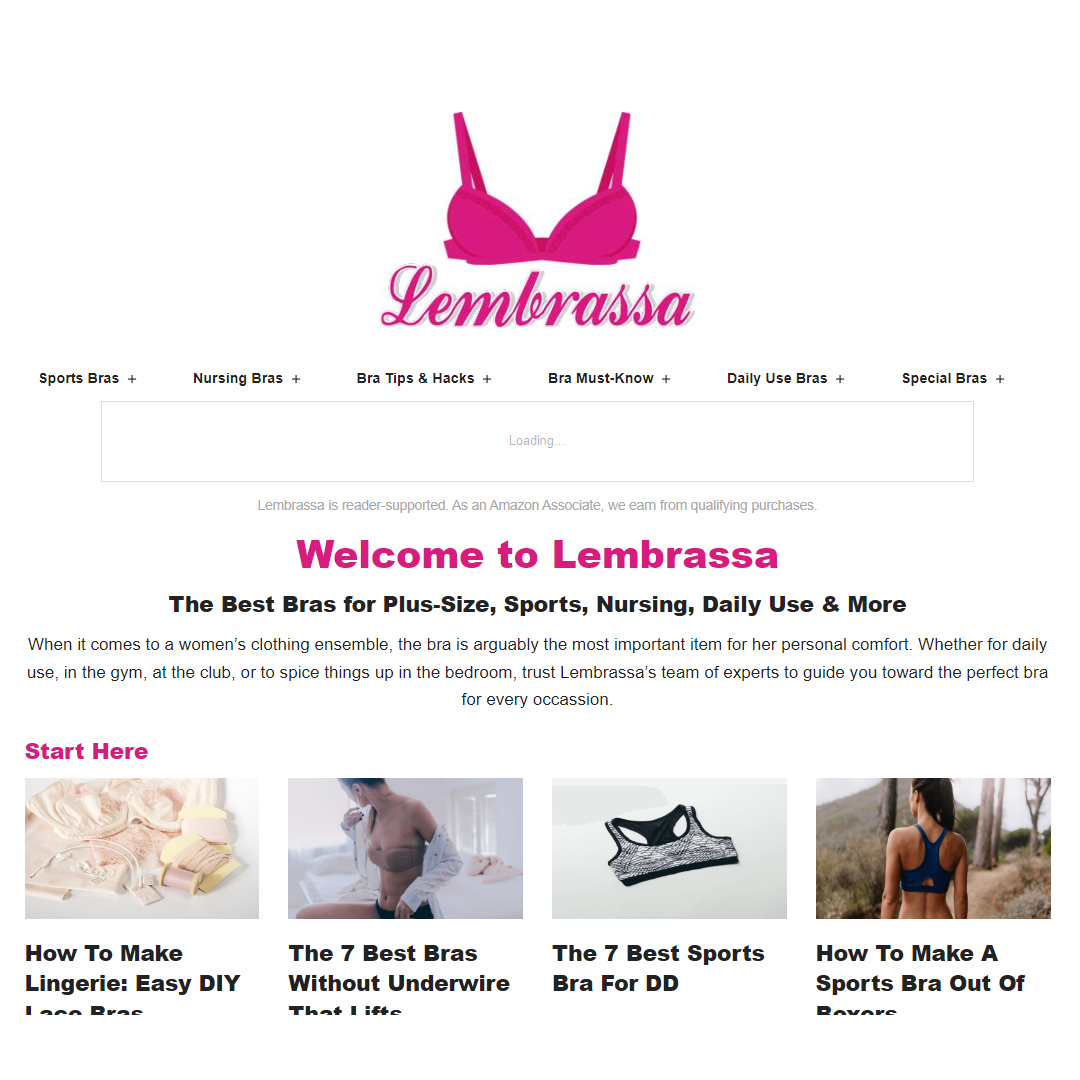 Lembrassa
Sports Bras +
Nursing Bras +
Bra Tips & Hacks +
Bra Must-Know +
Daily Use Bras +
Special Bras +
Loading...
Lembrassa is reader-supported. As an Amazon Associate, we earn from qualifying purchases.
Welcome to Lembrassa
The Best Bras for Plus-Size, Sports, Nursing, Daily Use & More
When it comes to a women’s clothing ensemble, the bra is arguably the most important item for her personal comfort. Whether for daily
use, in the gym, at the club, or to spice things up in the bedroom, trust Lembrassa’s team of experts to guide you toward the perfect bra
for every occassion.
Start Here
How To Make
Lingerie: Easy DIY
Lace Bras
The 7 Best Bras
Without Underwire
That Lifts
The 7 Best Sports
Bra For DD
How To Make A
Sports Bra Out Of
Boxers